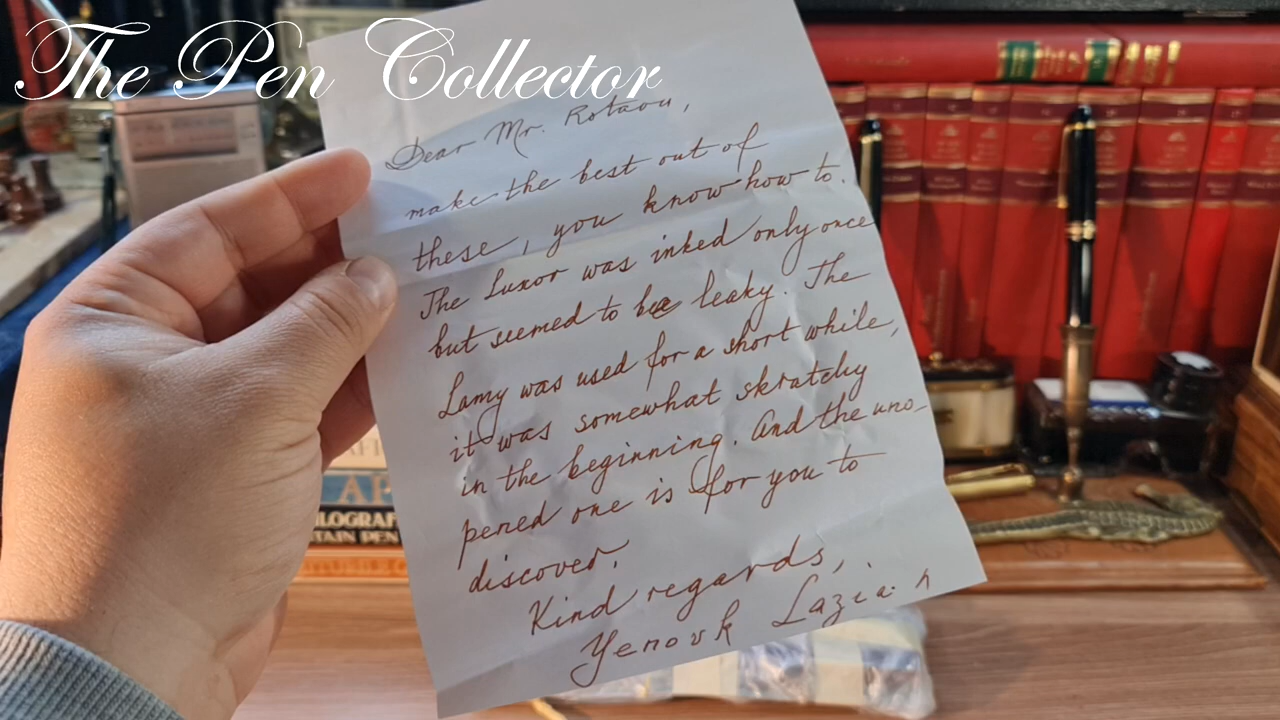 The Pen Collector
Dear Mr. Rotaou,
make the best out of
these, you know how to.
The Luxor was inked only once
but seemed to be leaky. The
Lamy was used for a short while,
it was somewhat skratchy
in the beginning. And the uno-
pened one is for you to
discover.
Kind regards,
Yenovk